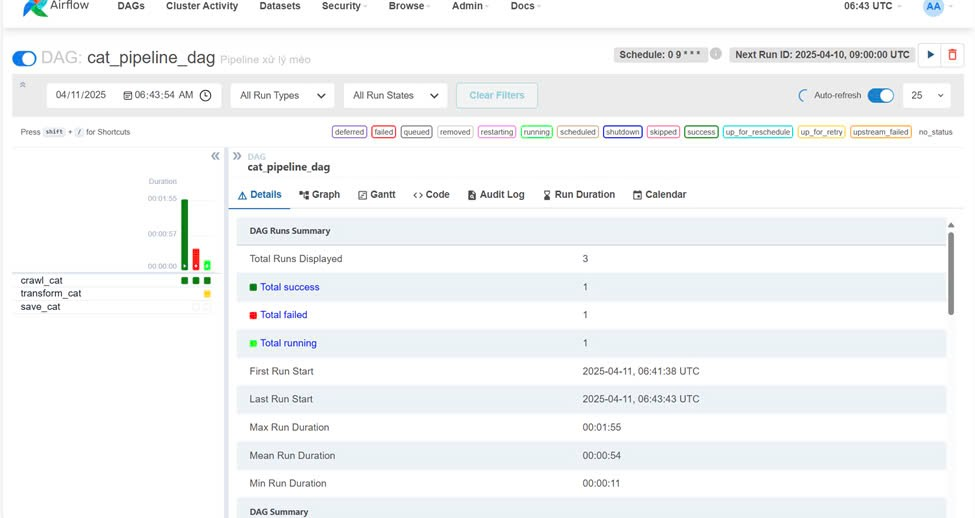 Airflow DAGs Cluster Activity Datasets Security Browse Admin Docs 06:43 UTC AA
DAG: cat_pipeline_dag Pipeline xử lý mèo Schedule: 0 9 * * * i Next Run ID: 2025-04-10, 09:00:00 UTC
04/11/2025 06:43:54 AM All Run Types All Run States Clear Filters Auto-refresh 25
Press shift + / for Shortcuts deferred failed queued removed restarting running scheduled shutdown skipped success up_for_reschedule up_for_retry upstream_failed no_status
DAG
cat_pipeline_dag
Duration
00:01:55
00:00:57
00:00:00
crawl_cat
transform_cat
save_cat
Details Graph Gantt Code Audit Log Run Duration Calendar
DAG Runs Summary
Total Runs Displayed 3
Total success 1
Total failed 1
Total running 1
First Run Start 2025-04-11, 06:41:38 UTC
Last Run Start 2025-04-11, 06:43:43 UTC
Max Run Duration 00:01:55
Mean Run Duration 00:00:54
Min Run Duration 00:00:11
DAG Summary